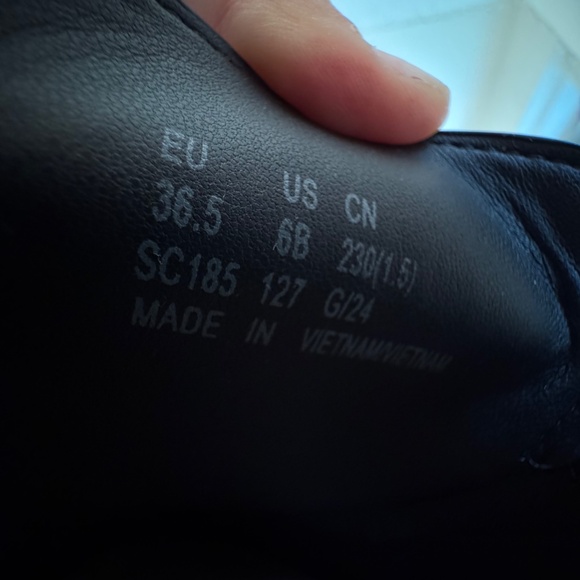 EU US CN
36.5 6B 230(1.5)
SC185 127 G/24
MADE IN VIETNAM/VIETNAM